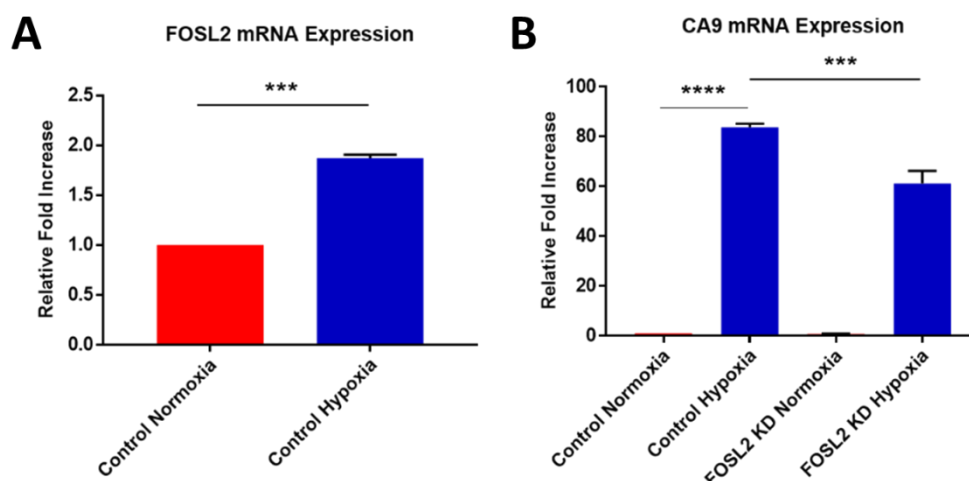 A
FOSL2 mRNA Expression
Relative Fold Increase
2.5
2.0
1.5
1.0
0.5
0.0
***
Control Normoxia
Control Hypoxia
B
CA9 mRNA Expression
Relative Fold Increase
100
80
60
40
20
0
****
***
Control Normoxia
Control Hypoxia
FOSL2 KD Normoxia
FOSL2 KD Hypoxia